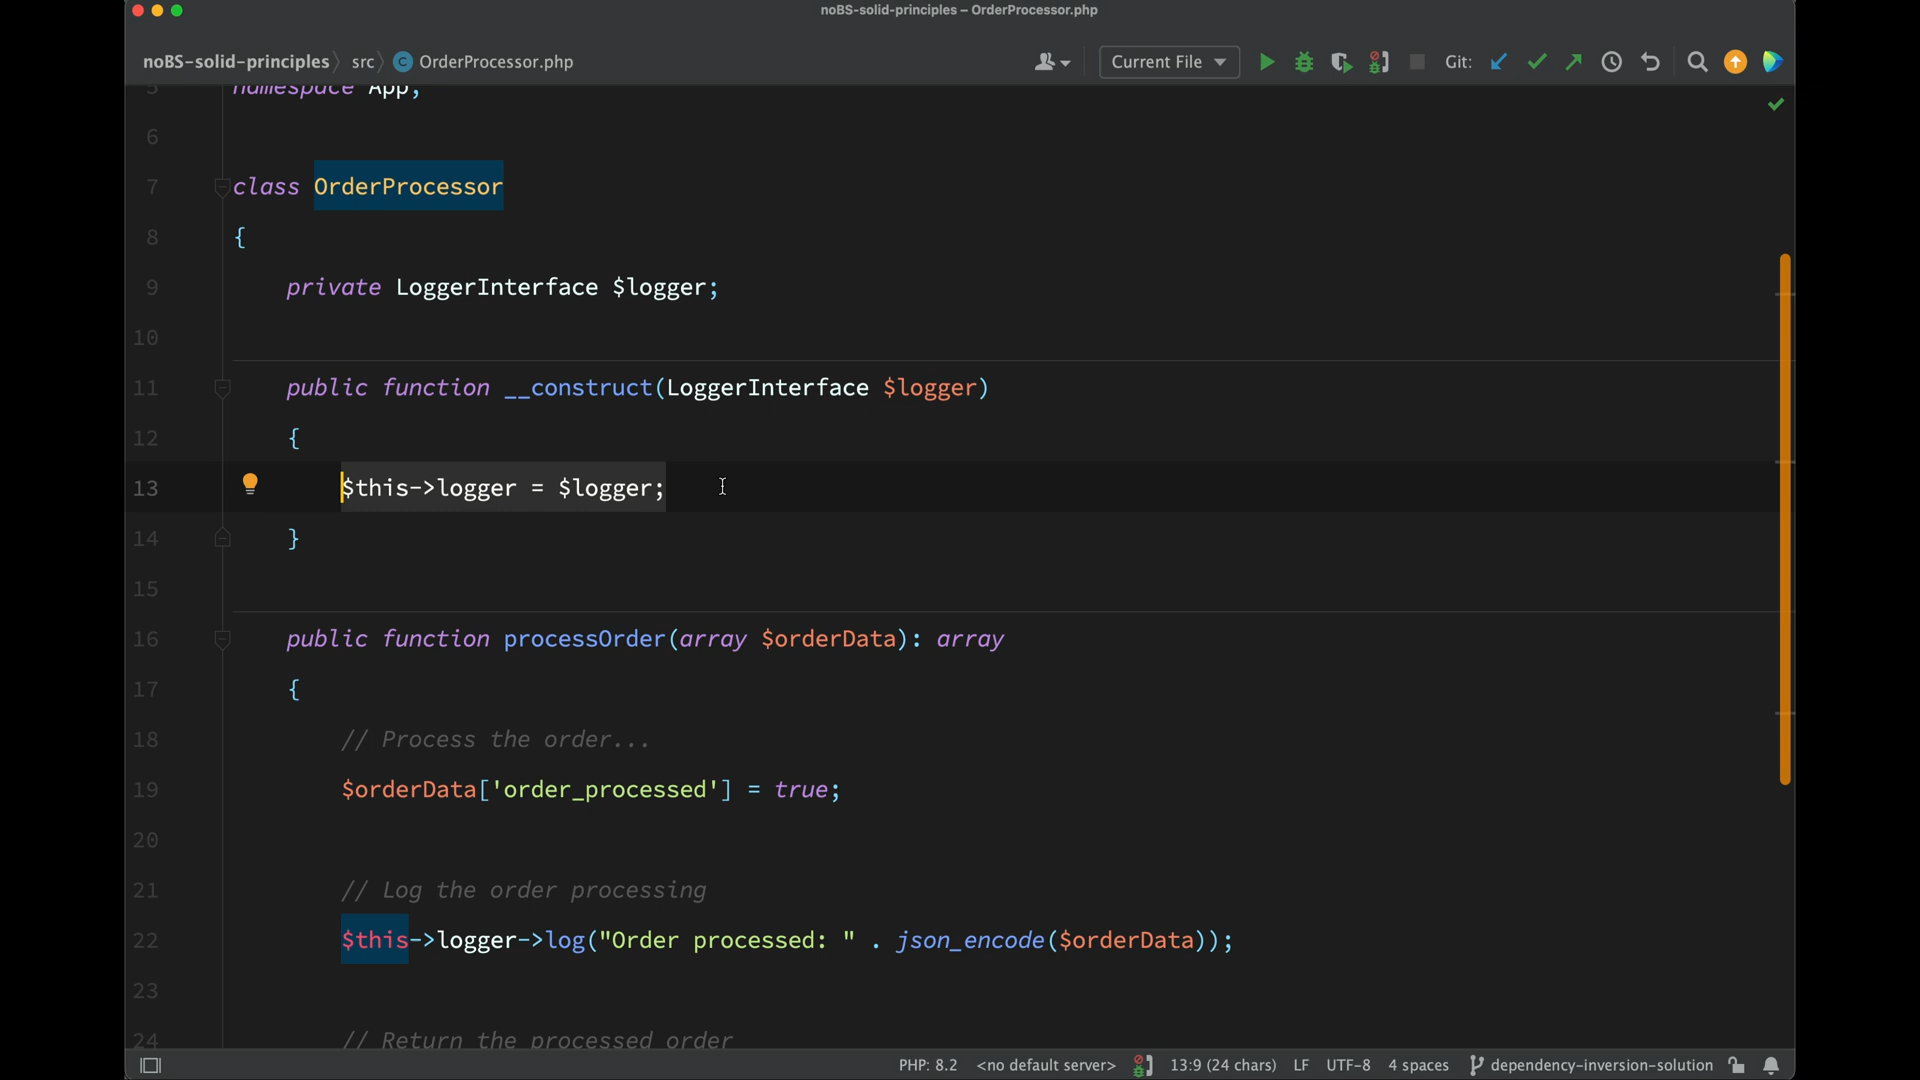 noBS-solid-principles – OrderProcessor.php
noBS-solid-principles src OrderProcessor.php Current File Git:
5 namespace App;
6
7 class OrderProcessor
8 {
9 private LoggerInterface $logger;
10
11 public function __construct(LoggerInterface $logger)
12 {
13 $this->logger = $logger;
14 }
15
16 public function processOrder(array $orderData): array
17 {
18 // Process the order...
19 $orderData['order_processed'] = true;
20
21 // Log the order processing
22 $this->logger->log("Order processed: " . json_encode($orderData));
23
24 // Return the processed order
PHP: 8.2 <no default server> 13:9 (24 chars) LF UTF-8 4 spaces dependency-inversion-solution